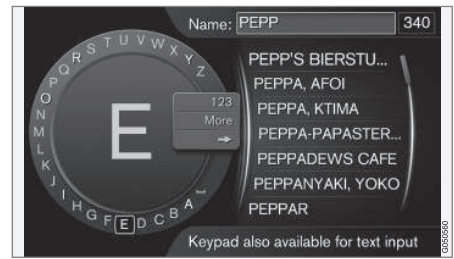 Name: PEPP 340
PEPP'S BIERSTU...
PEPPA, AFOI
PEPPA, KTIMA
PEPPA-PAPASTER...
PEPPADEWS CAFE
PEPPANYAKI, YOKO
PEPPAR
Keypad also available for text input
E
123
More
A B C D E F G H I J K L M N O P Q R S T U V W X Y Z
G050560